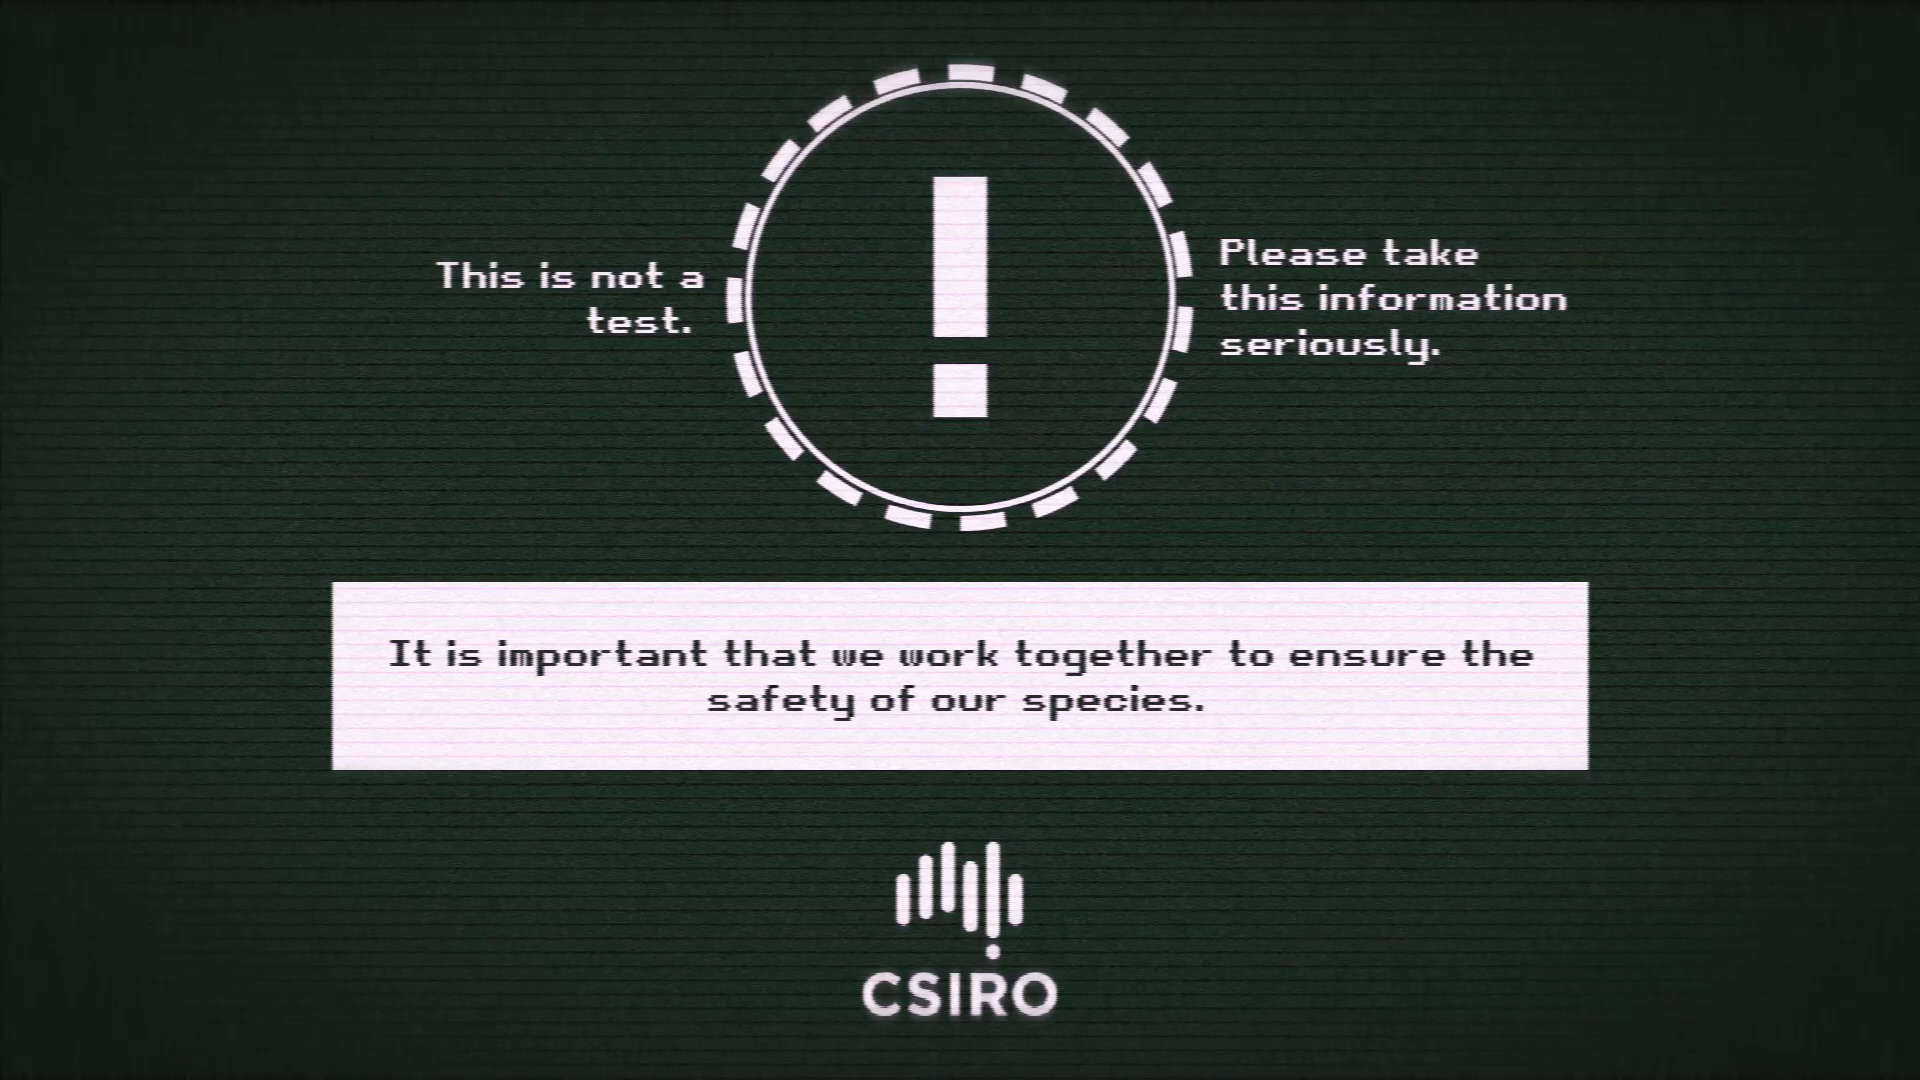 This is not a
test.
Please take
this information
seriously.
It is important that we work together to ensure the
safety of our species.
CSIRO